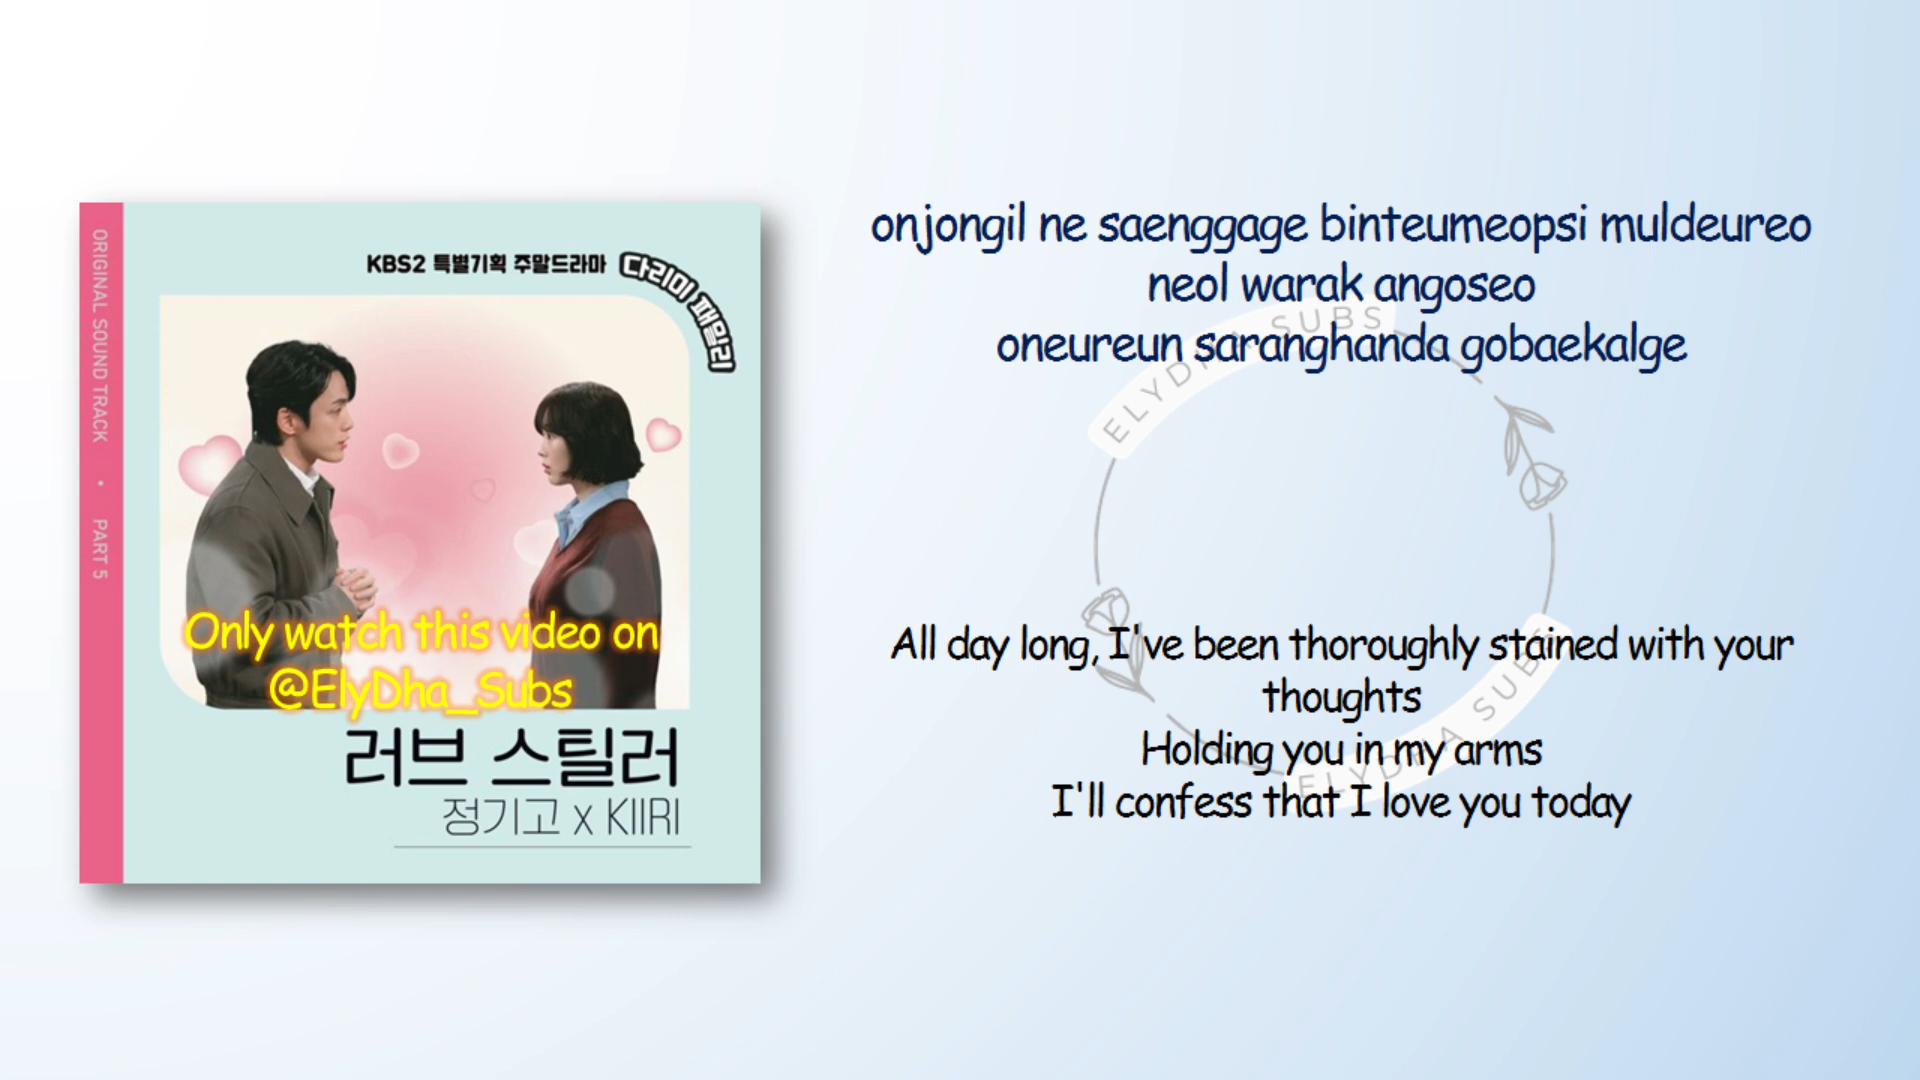 ORIGINAL SOUND TRACK • PART 5
KBS2 특별기획 주말드라마 다리미 패밀리
Only watch this video on
@ElyDha_Subs
러브 스틸러
정기고 x KIIRI
onjongil ne saenggage binteumeopsi muldeureo
neol warak angoseo
oneureun saranghanda gobaekalge
ELYDHA SUBS
All day long, I've been thoroughly stained with your
thoughts
Holding you in my arms
I'll confess that I love you today
ELYDHA SUBS